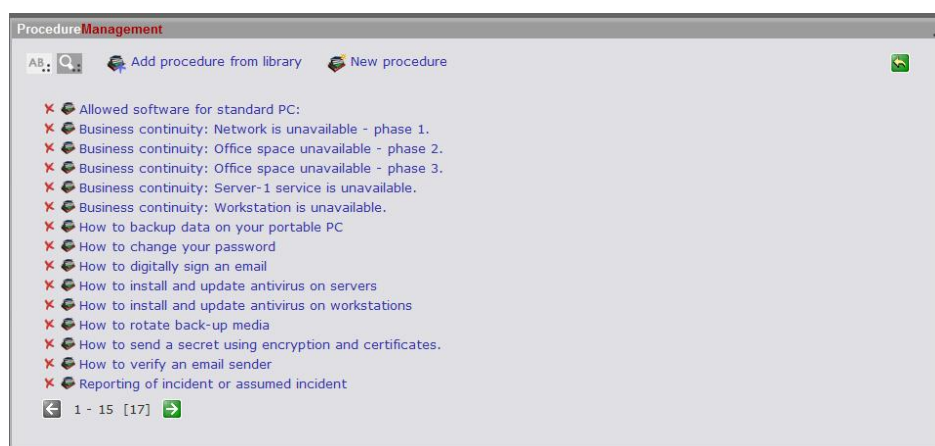 ProcedureManagement
AB Add procedure from library New procedure
Allowed software for standard PC:
Business continuity: Network is unavailable - phase 1.
Business continuity: Office space unavailable - phase 2.
Business continuity: Office space unavailable - phase 3.
Business continuity: Server-1 service is unavailable.
Business continuity: Workstation is unavailable.
How to backup data on your portable PC
How to change your password
How to digitally sign an email
How to install and update antivirus on servers
How to install and update antivirus on workstations
How to rotate back-up media
How to send a secret using encryption and certificates.
How to verify an email sender
Reporting of incident or assumed incident
1 - 15 [17]